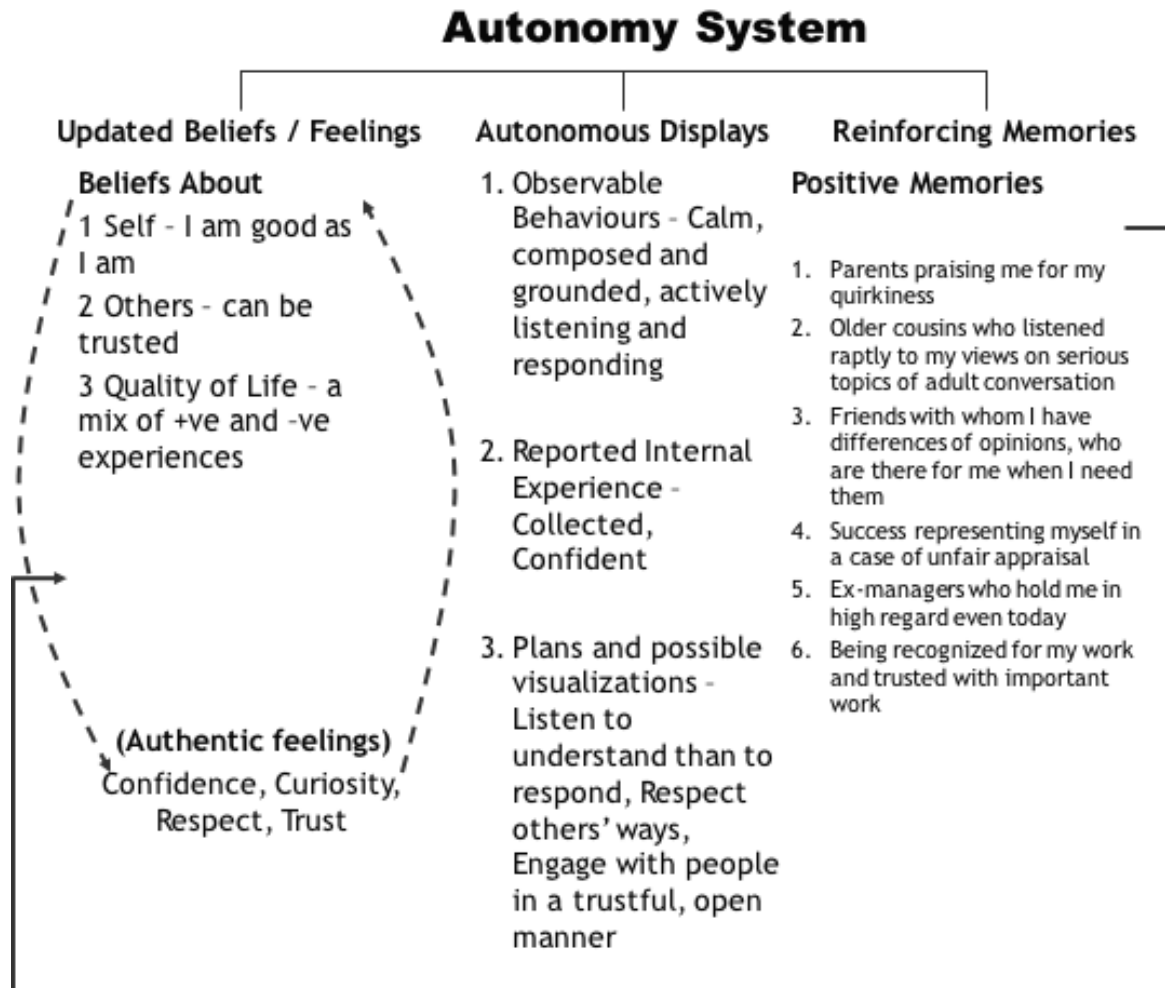 Autonomy System
Updated Beliefs / Feelings
Beliefs About
1 Self - I am good as
I am
2 Others - can be
trusted
3 Quality of Life - a
mix of +ve and -ve
experiences
(Authentic feelings)
Confidence, Curiosity,
Respect, Trust
Autonomous Displays
1. Observable
Behaviours - Calm,
composed and
grounded, actively
listening and
responding
2. Reported Internal
Experience -
Collected,
Confident
3. Plans and possible
visualizations -
Listen to
understand than to
respond, Respect
others' ways,
Engage with people
in a trustful, open
manner
Reinforcing Memories
Positive Memories
1. Parents praising me for my
quirkiness
2. Older cousins who listened
raptly to my views on serious
topics of adult conversation
3. Friends with whom I have
differences of opinions, who
are there for me when I need
them
4. Success representing myself in
a case of unfair appraisal
5. Ex-managers who hold me in
high regard even today
6. Being recognized for my work
and trusted with important
work